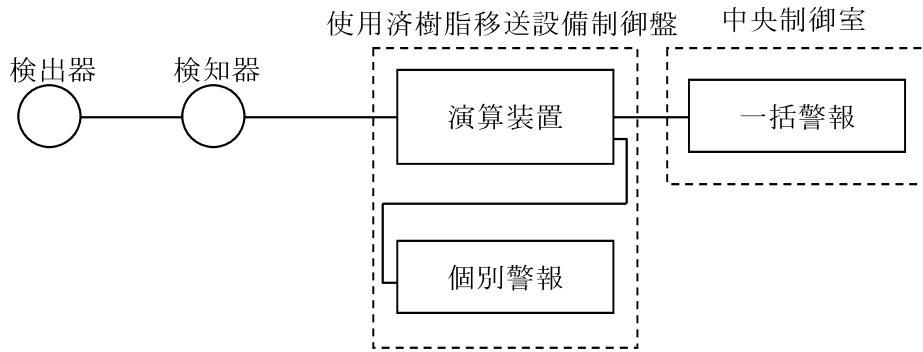 使用済樹脂移送設備制御盤
中央制御室
検出器
検知器
演算装置
一括警報
個別警報